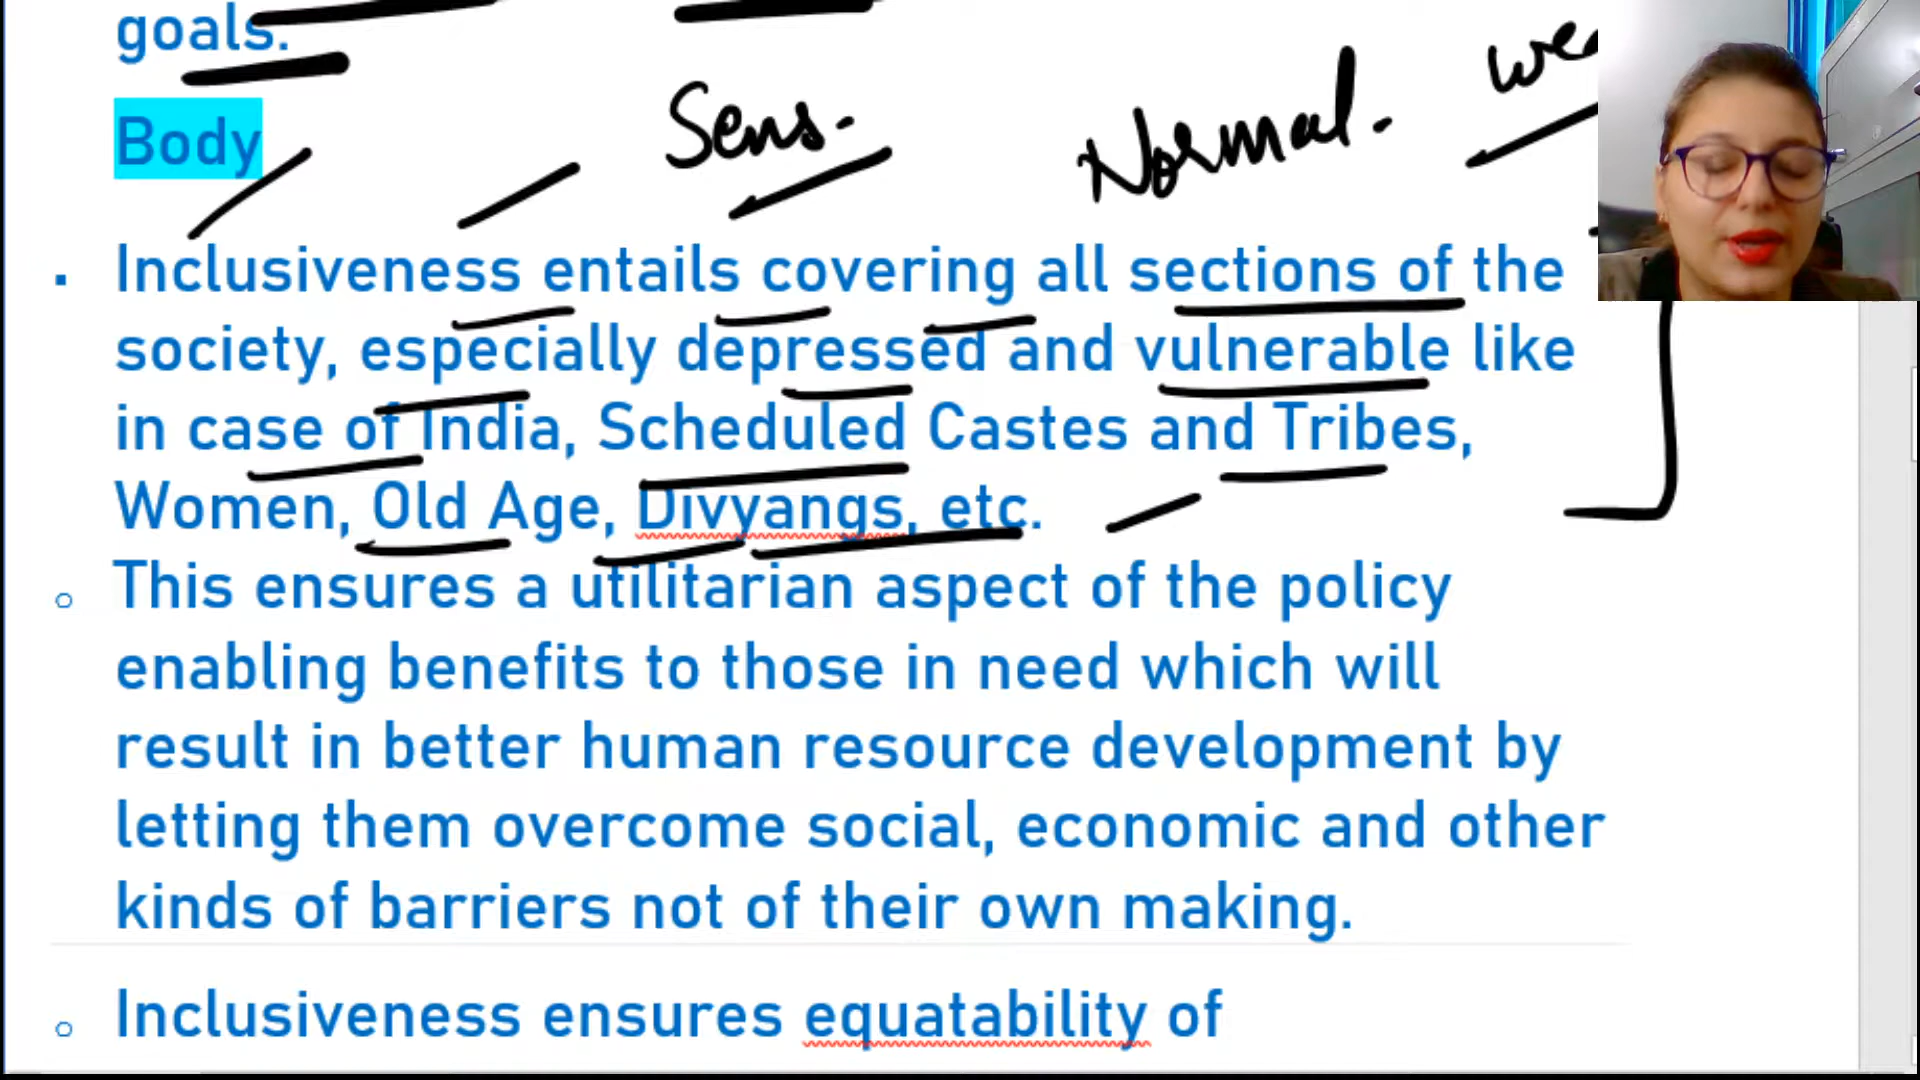 goals.
Body
Sens.
Normal.
Inclusiveness entails covering all sections of the
society, especially depressed and vulnerable like
in case of India, Scheduled Castes and Tribes,
Women, Old Age, Divyangs, etc.
This ensures a utilitarian aspect of the policy
enabling benefits to those in need which will
result in better human resource development by
letting them overcome social, economic and other
kinds of barriers not of their own making.
Inclusiveness ensures equatability of